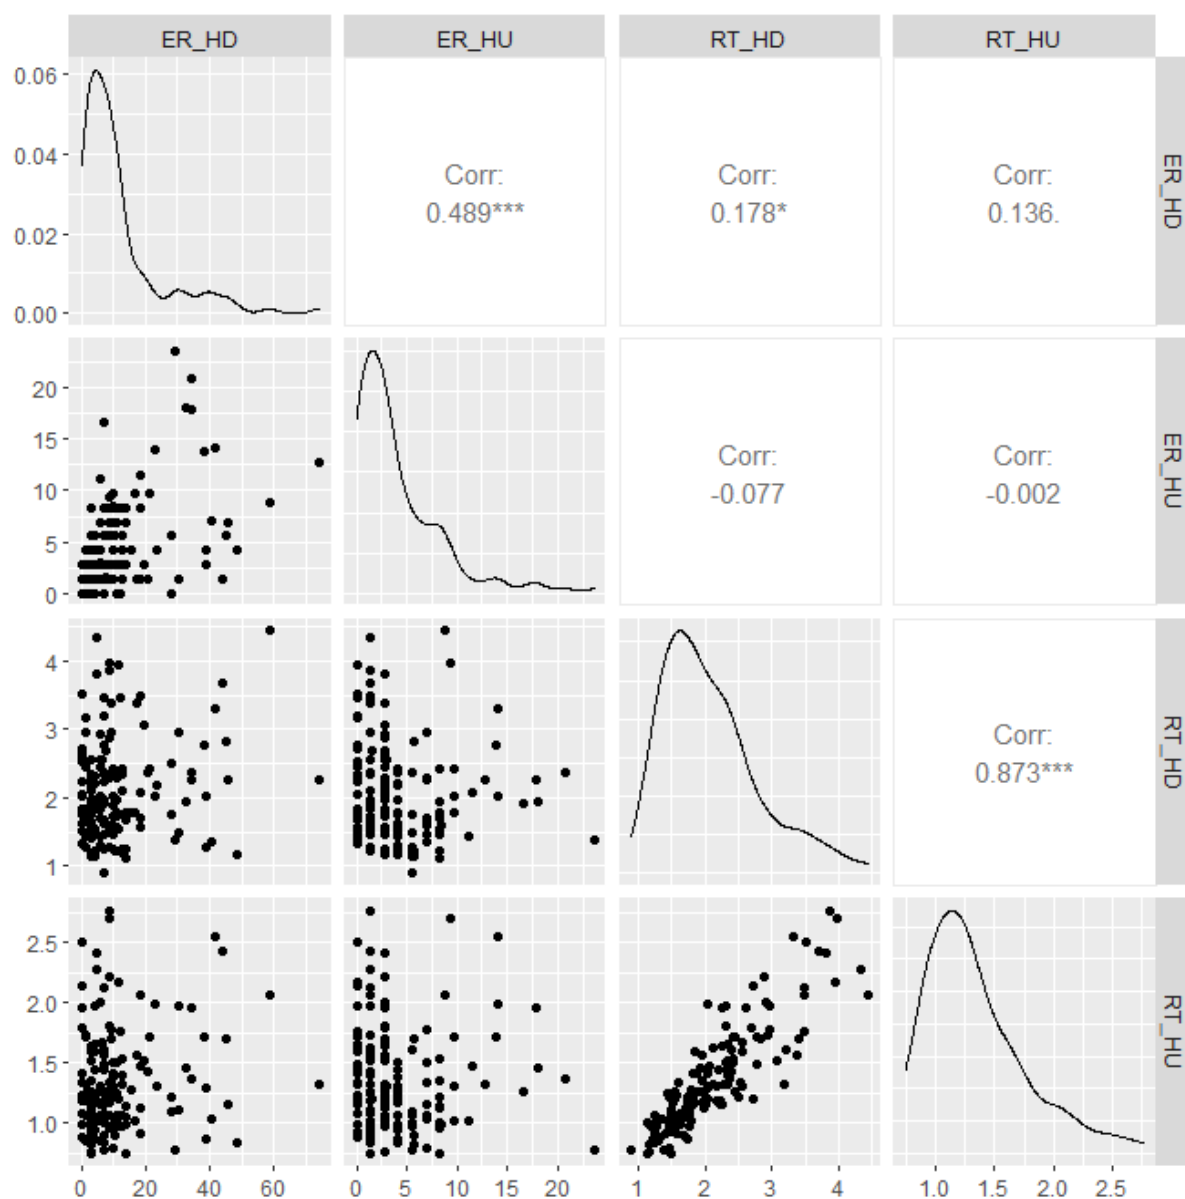 ER_HD ER_HU RT_HD RT_HU
0.06
0.04
0.02
0.00
Corr:
0.489***
Corr:
0.178*
Corr:
0.136.
ER_HD
20
15
10
5
0
Corr:
-0.077
Corr:
-0.002
ER_HU
4
3
2
1
Corr:
0.873***
RT_HD
2.5
2.0
1.5
1.0
RT_HU
0 20 40 60 0 5 10 15 20 1 2 3 4 1.0 1.5 2.0 2.5